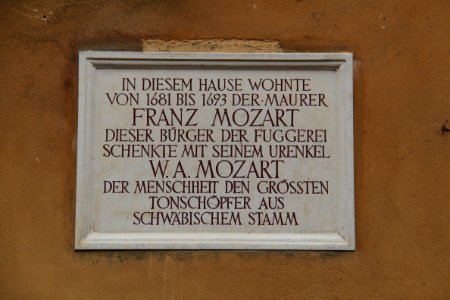 IN DIESEM HAUSE WOHNTE
VON 1681 BIS 1693 DER MAURER
FRANZ MOZART
DIESER BÜRGER DER FUGGEREI
SCHENKTE MIT SEINEM URENKEL
W. A. MOZART
DER MENSCHHEIT DEN GRÖSSTEN
TONSCHÖPFER AUS
SCHWÄBISCHEM STAMM